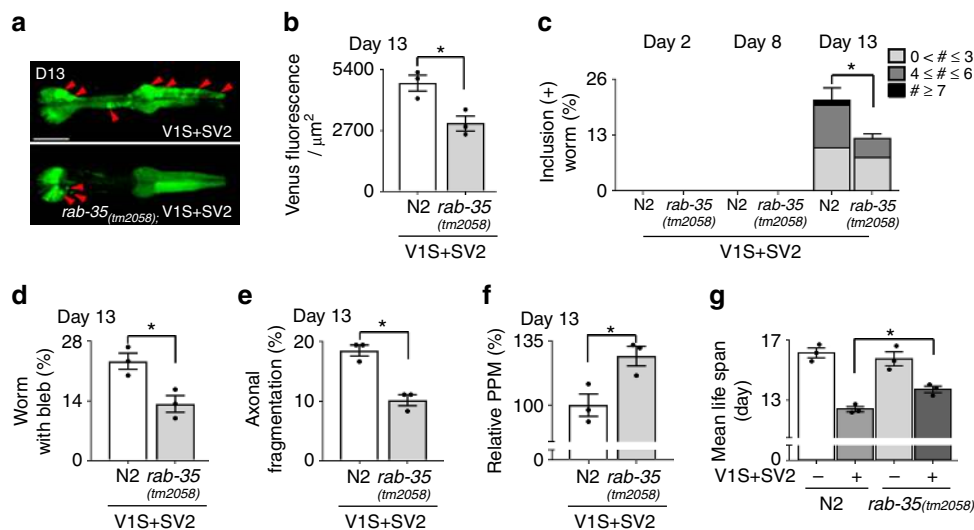 a
D13
V1S+SV2
rab-35(tm2058); V1S+SV2
b
Day 13
*
Venus fluorescence
/ μm2
5400
2700
0
N2 rab-35
(tm2058)
V1S+SV2
c
Day 2 Day 8 Day 13
0 < # ≤ 3
4 ≤ # ≤ 6
# ≥ 7
*
Inclusion (+)
worm (%)
26
13
0
N2 rab-35 N2 rab-35 N2 rab-35
(tm2058) (tm2058) (tm2058)
V1S+SV2
d
Day 13
*
Worm
with bleb (%)
28
14
0
N2 rab-35
(tm2058)
V1S+SV2
e
Day 13
*
Axonal
fragmentation (%)
20
10
0
N2 rab-35
(tm2058)
V1S+SV2
f
Day 13
*
Relative PPM (%)
135
100
0
N2 rab-35
(tm2058)
V1S+SV2
g
*
Mean life span
(day)
17
13
0
V1S+SV2 – + – +
N2 rab-35(tm2058)